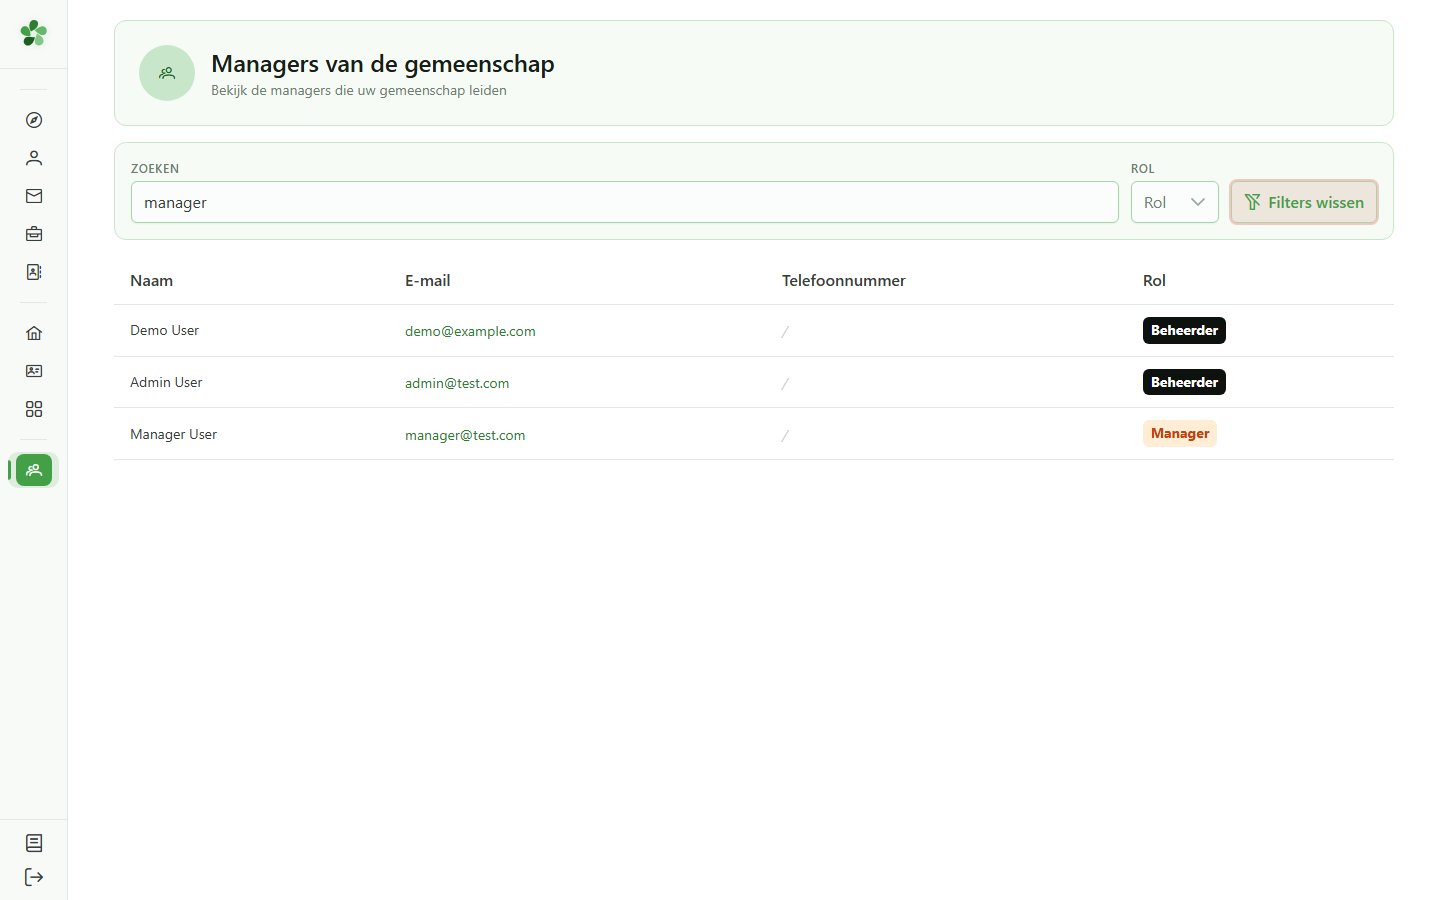 Managers van de gemeenschap
Bekijk de managers die uw gemeenschap leiden
ZOEKEN
ROL
manager
Rol
Filters wissen
Naam E-mail Telefoonnummer Rol
Demo User demo@example.com / Beheerder
Admin User admin@test.com / Beheerder
Manager User manager@test.com / Manager